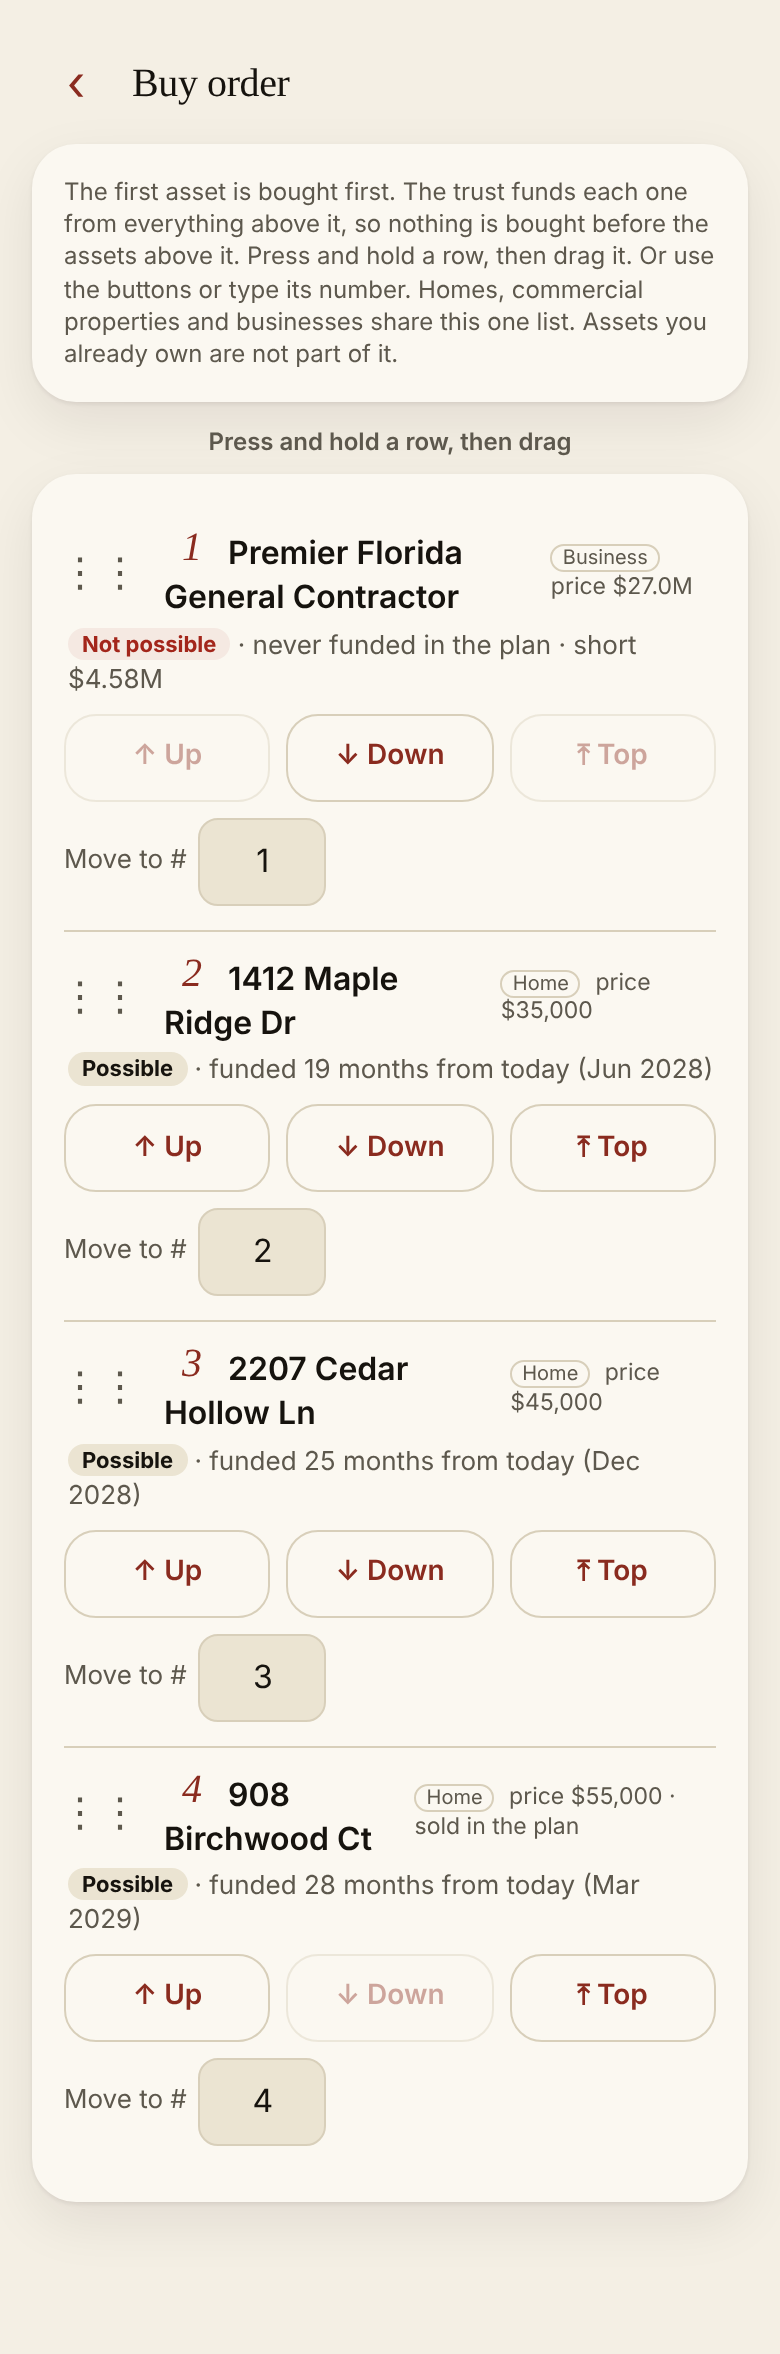 ‹ Buy order
The first asset is bought first. The trust funds each one
from everything above it, so nothing is bought before the
assets above it. Press and hold a row, then drag it. Or use
the buttons or type its number. Homes, commercial
properties and businesses share this one list. Assets you
already own are not part of it.
Press and hold a row, then drag
1 Premier Florida
General Contractor
Business
price $27.0M
Not possible · never funded in the plan · short
$4.58M
↑ Up ↓ Down ⤒ Top
Move to # 1
2 1412 Maple
Ridge Dr
Home price
$35,000
Possible · funded 19 months from today (Jun 2028)
↑ Up ↓ Down ⤒ Top
Move to # 2
3 2207 Cedar
Hollow Ln
Home price
$45,000
Possible · funded 25 months from today (Dec
2028)
↑ Up ↓ Down ⤒ Top
Move to # 3
4 908
Birchwood Ct
Home price $55,000 ·
sold in the plan
Possible · funded 28 months from today (Mar
2029)
↑ Up ↓ Down ⤒ Top
Move to # 4